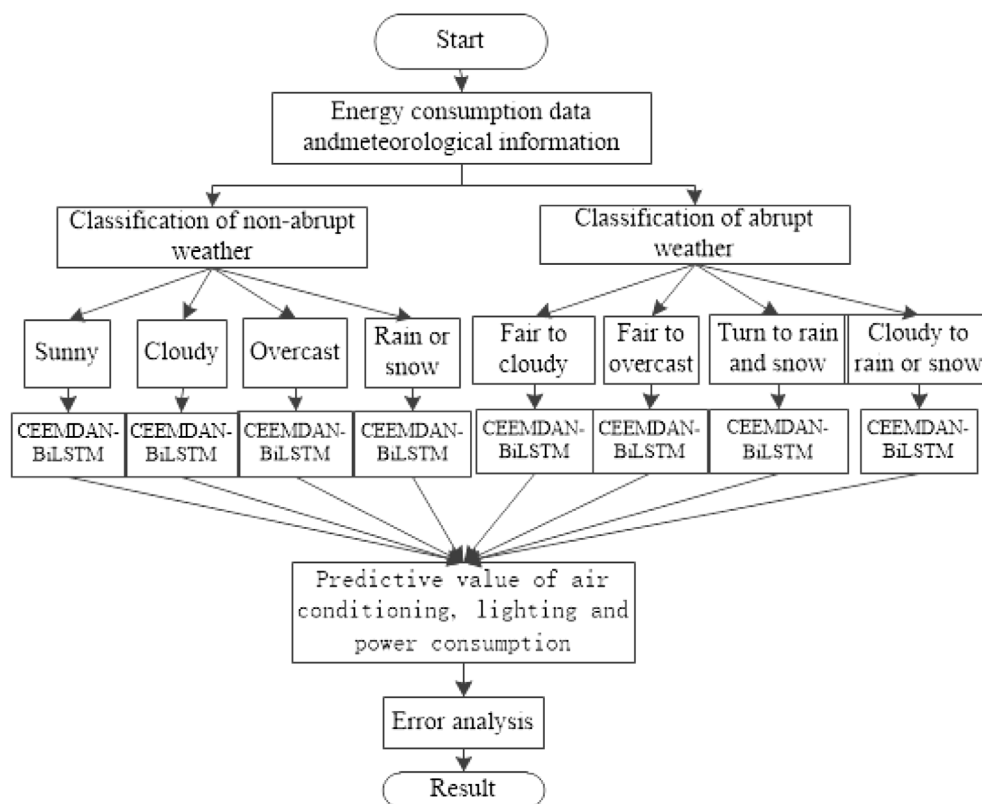 Start
Energy consumption data
andmeteorological information
Classification of non-abrupt
weather
Classification of abrupt
weather
Sunny
Cloudy
Overcast
Rain or
snow
Fair to
cloudy
Fair to
overcast
Turn to rain
and snow
Cloudy to
rain or snow
CEEMDAN-
BiLSTM
CEEMDAN-
BiLSTM
CEEMDAN-
BiLSTM
CEEMDAN-
BiLSTM
CEEMDAN-
BiLSTM
CEEMDAN-
BiLSTM
CEEMDAN-
BiLSTM
CEEMDAN-
BiLSTM
Predictive value of air
conditioning, lighting and
power consumption
Error analysis
Result